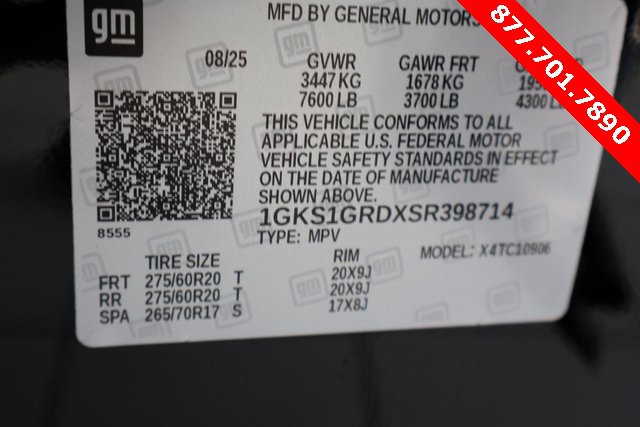 gm
MFD BY GENERAL MOTORS
877.701.7890
08/25
GVWR
GAWR FRT
3447 KG
1678 KG
7600 LB
3700 LB
4300
THIS VEHICLE CONFORMS TO ALL
APPLICABLE U.S. FEDERAL MOTOR
VEHICLE SAFETY STANDARDS IN EFFECT
ON THE DATE OF MANUFACTURE
SHOWN ABOVE.
1GKS1GRDXSR398714
8555
TYPE: MPV
MODEL: X4TC10906
TIRE SIZE
RIM
FRT 275/60R20 T 20X9J
RR 275/60R20 T 20X9J
SPA 265/70R17 S 17X8J